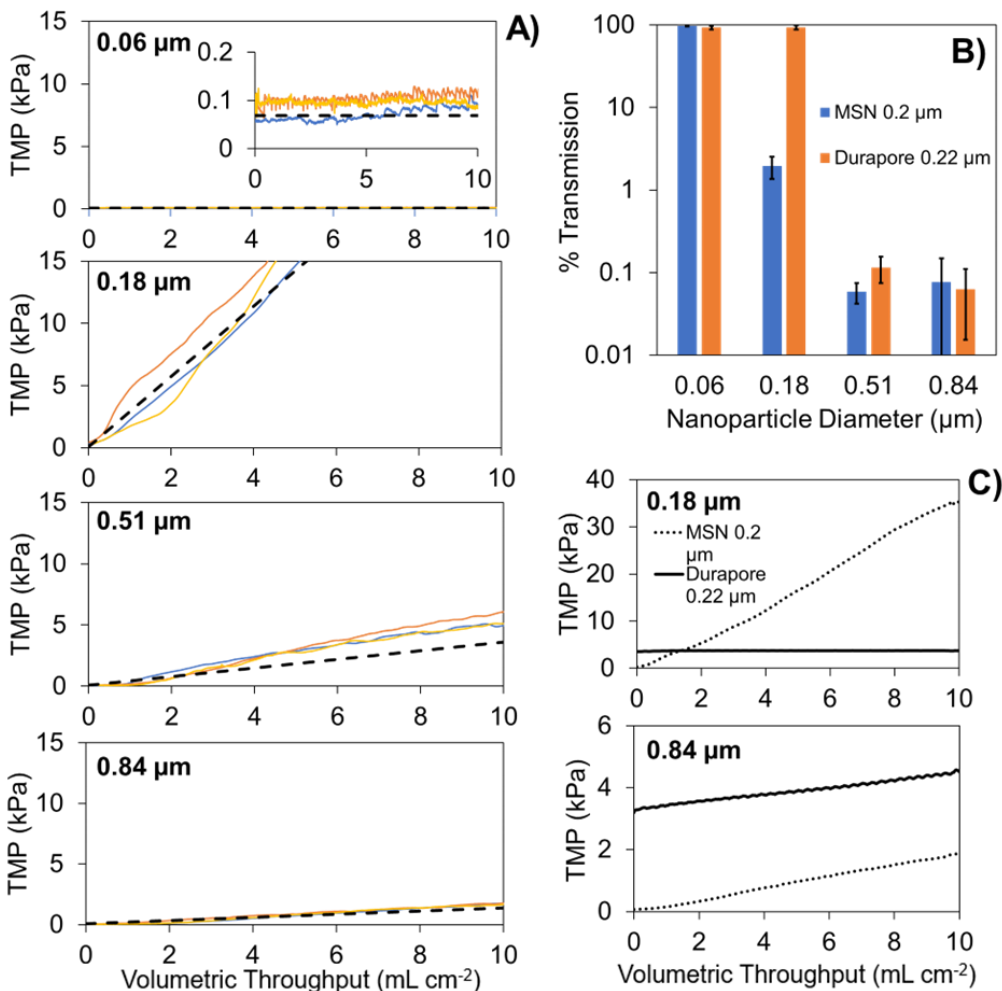 A)
0.06 µm
TMP (kPa)
15
10
5
0
0.2
0.1
0
0 5 10
0 2 4 6 8 10
0.18 µm
TMP (kPa)
15
10
5
0
0 2 4 6 8 10
0.51 µm
TMP (kPa)
15
10
5
0
0 2 4 6 8 10
0.84 µm
TMP (kPa)
15
10
5
0
0 2 4 6 8 10
Volumetric Throughput (mL cm-2)
B)
% Transmission
100
10
1
0.1
0.01
MSN 0.2 µm
Durapore 0.22 µm
0.06 0.18 0.51 0.84
Nanoparticle Diameter (µm)
C)
0.18 µm
MSN 0.2
µm
Durapore
0.22 µm
TMP (kPa)
40
30
20
10
0
0 2 4 6 8 10
0.84 µm
TMP (kPa)
6
4
2
0
0 2 4 6 8 10
Volumetric Throughput (mL cm-2)